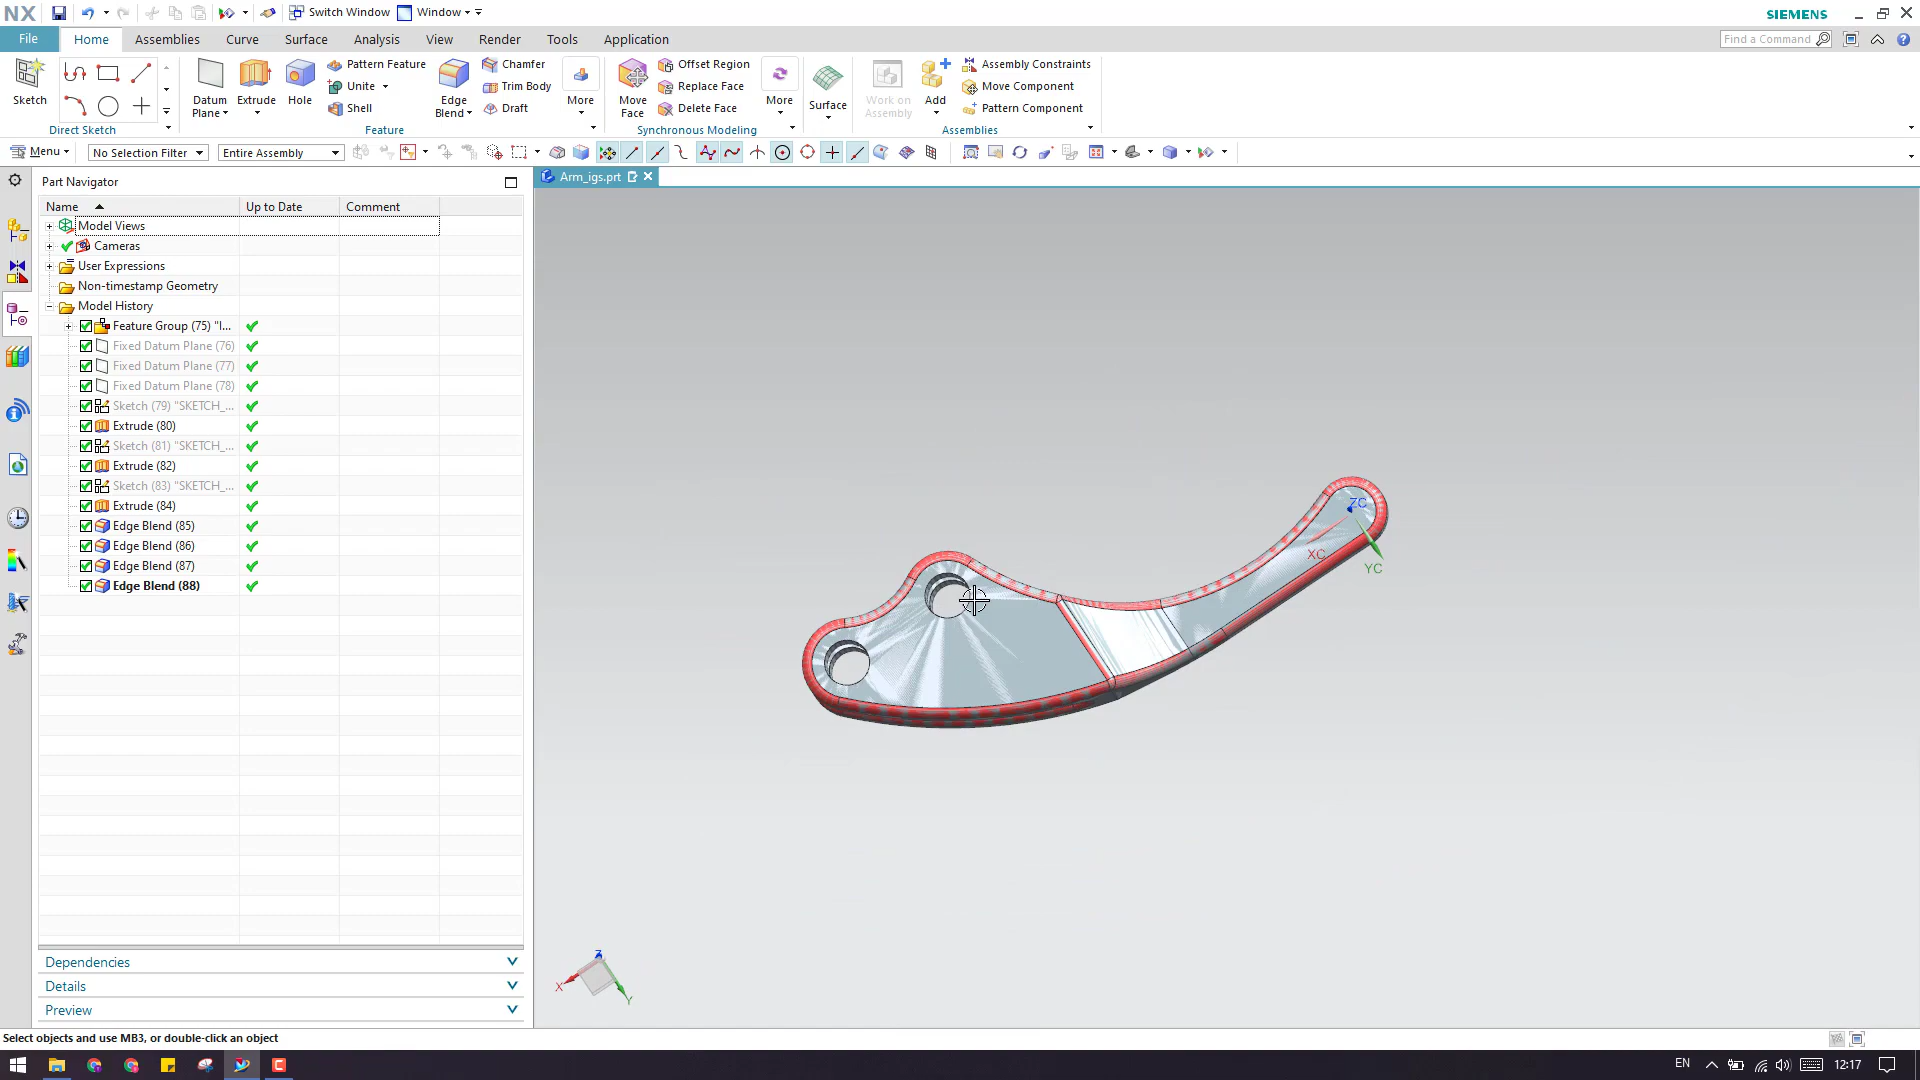 NX
Switch Window
Window
SIEMENS
File
Home
Assemblies
Curve
Surface
Analysis
View
Render
Tools
Application
Find a Command
Sketch
Direct Sketch
Datum Plane
Extrude
Hole
Pattern Feature
Unite
Shell
Edge Blend
Chamfer
Trim Body
Draft
More
Feature
Move Face
Offset Region
Replace Face
Delete Face
More
Synchronous Modeling
Surface
Work on Assembly
Add
Assembly Constraints
Move Component
Pattern Component
Assemblies
Menu
No Selection Filter
Entire Assembly
Part Navigator
Arm_igs.prt
Name
Up to Date
Comment
Model Views
Cameras
User Expressions
Non-timestamp Geometry
Model History
Feature Group (75) "I...
Fixed Datum Plane (76)
Fixed Datum Plane (77)
Fixed Datum Plane (78)
Sketch (79) "SKETCH_...
Extrude (80)
Sketch (81) "SKETCH_...
Extrude (82)
Sketch (83) "SKETCH_...
Extrude (84)
Edge Blend (85)
Edge Blend (86)
Edge Blend (87)
Edge Blend (88)
ZC
XC
YC
Z
X
Y
Dependencies
Details
Preview
Select objects and use MB3, or double-click an object
EN
12:17